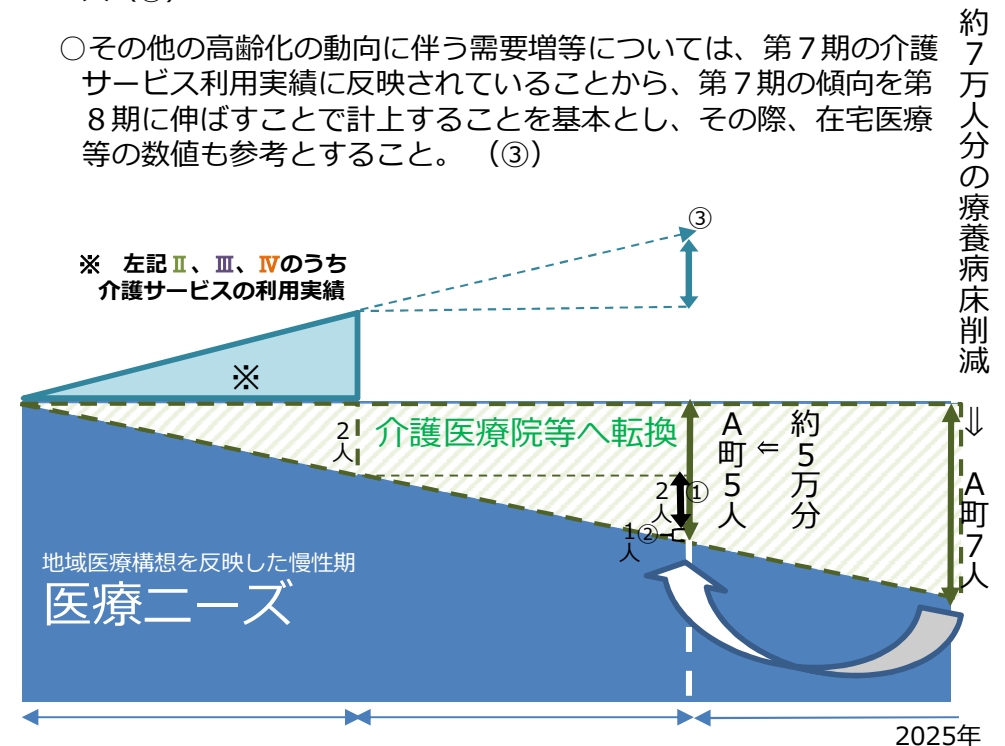 ○その他の高齢化の動向に伴う需要増等については、第７期の介護
サービス利用実績に反映されていることから、第７期の傾向を第
８期に伸ばすことで計上することを基本とし、その際、在宅医療
等の数値も参考とすること。 （③）
約７万人分の療養病床削減 ⇒ A町７人
③
※ 左記Ⅱ、Ⅲ、Ⅳのうち
介護サービスの利用実績
※
2人
介護医療院等へ転換
約５万分 ⇒ A町５人
2人
①
1人
②
地域医療構想を反映した慢性期
医療ニーズ
2025年